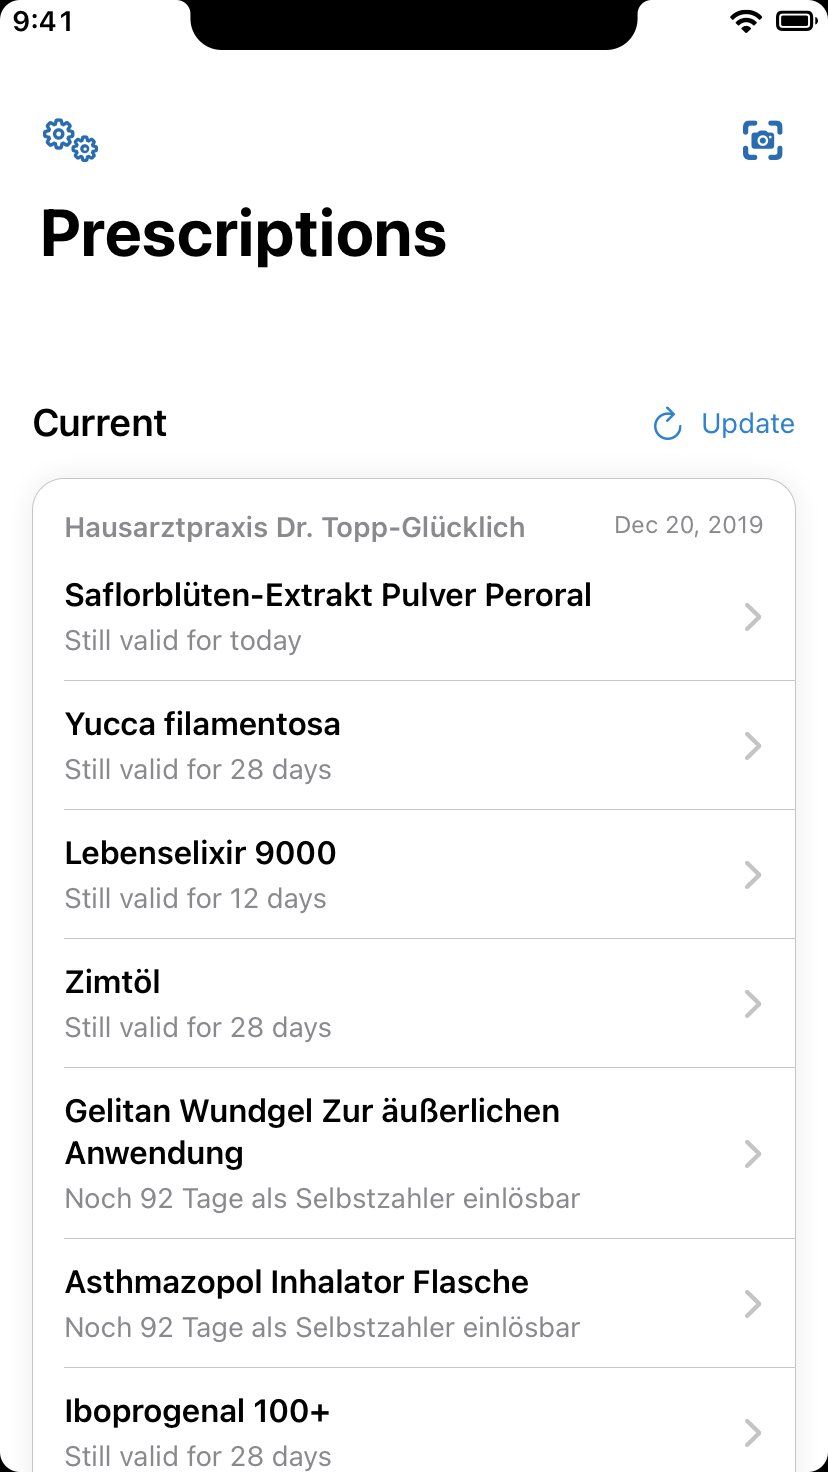 9:41
Prescriptions
Current
Update
Hausarztpraxis Dr. Topp-Glücklich
Dec 20, 2019
Saflorblüten-Extrakt Pulver Peroral
Still valid for today
Yucca filamentosa
Still valid for 28 days
Lebenselixir 9000
Still valid for 12 days
Zimtöl
Still valid for 28 days
Gelitan Wundgel Zur äußerlichen
Anwendung
Noch 92 Tage als Selbstzahler einlösbar
Asthmazopol Inhalator Flasche
Noch 92 Tage als Selbstzahler einlösbar
Iboprogenal 100+
Still valid for 28 days